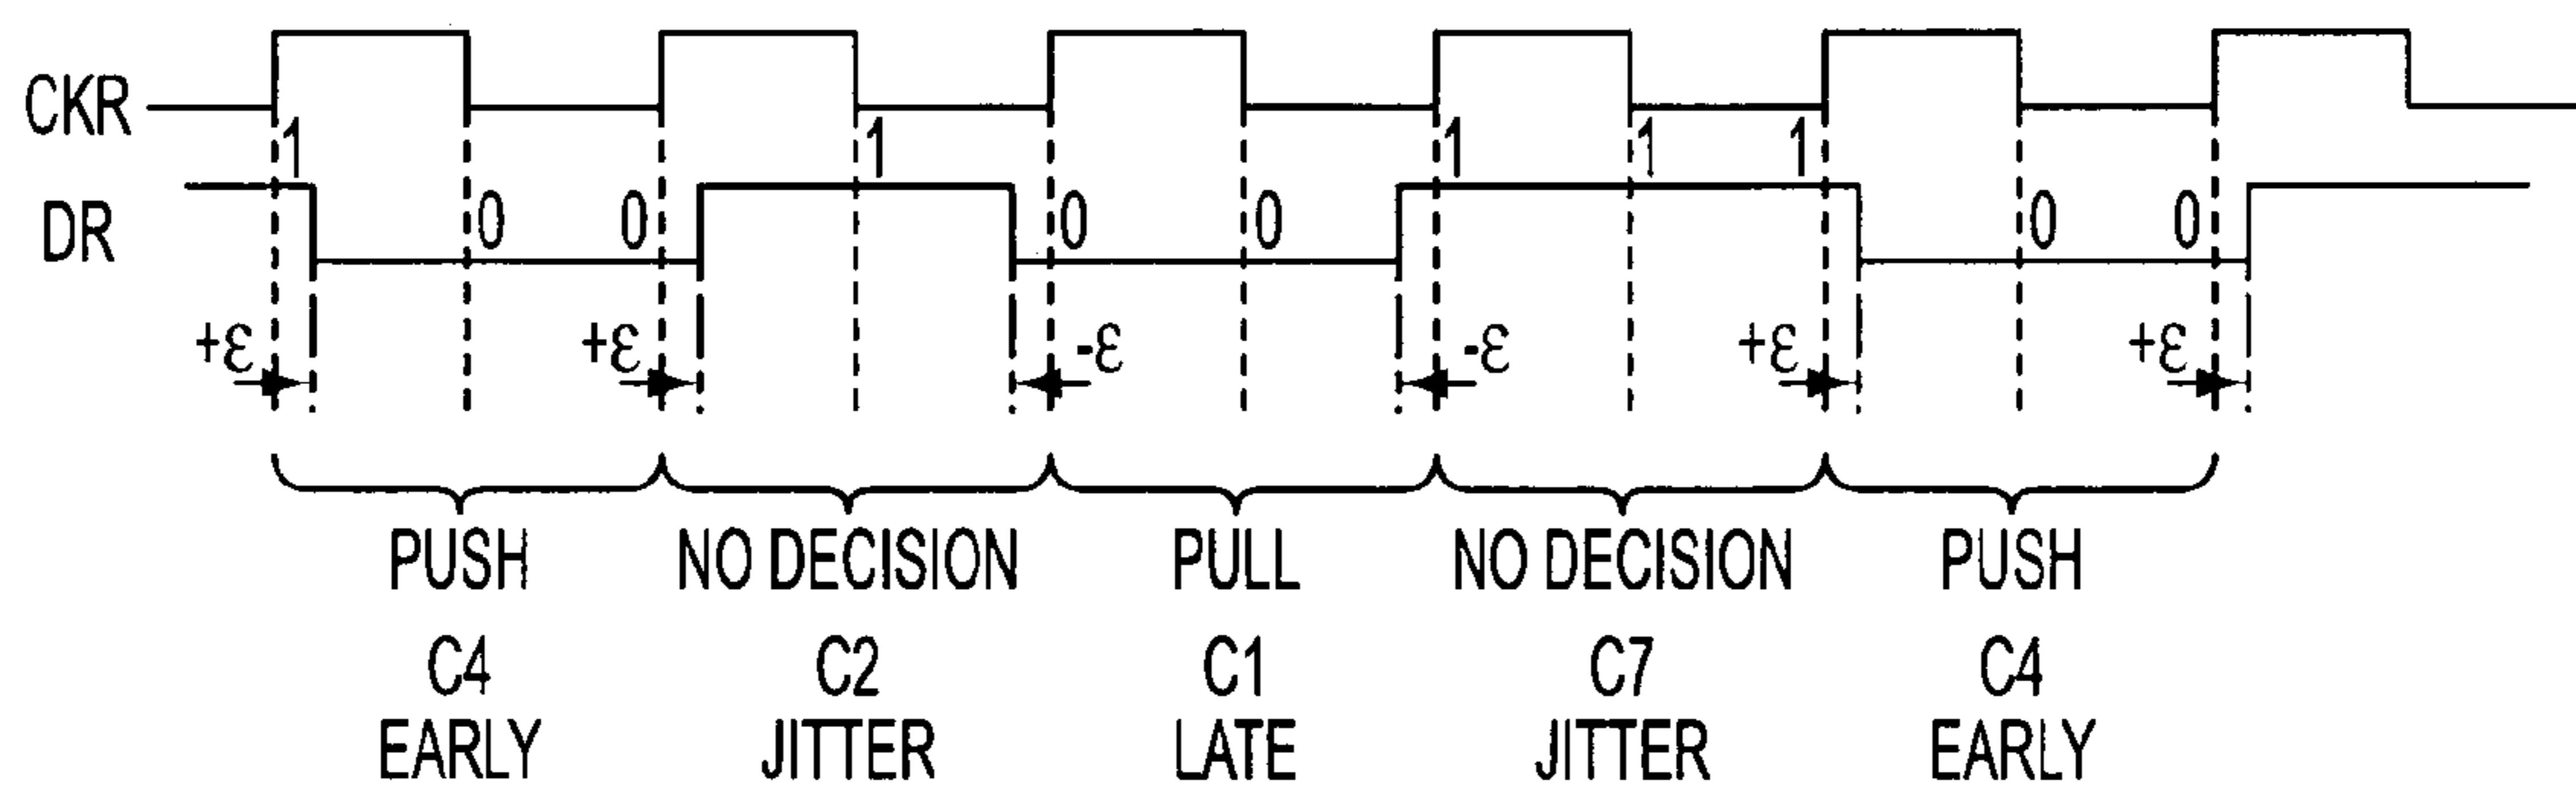 CKR
1 1 1 1 1
DR
0 0 0 0 0 0
+ε +ε -ε -ε +ε +ε
PUSH NO DECISION PULL NO DECISION PUSH
C4 C2 C1 C7 C4
EARLY JITTER LATE JITTER EARLY